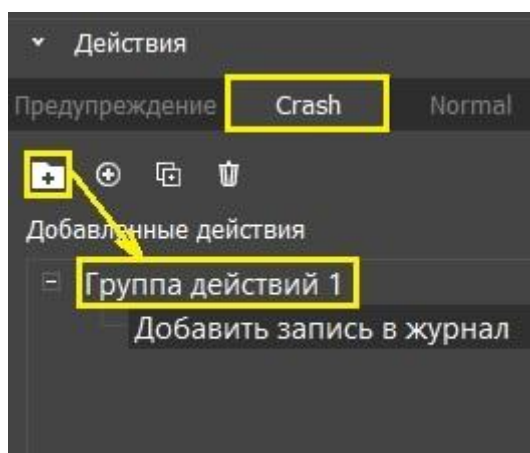 Действия
Предупреждение Crash Normal
Добавленные действия
Группа действий 1
Добавить запись в журнал